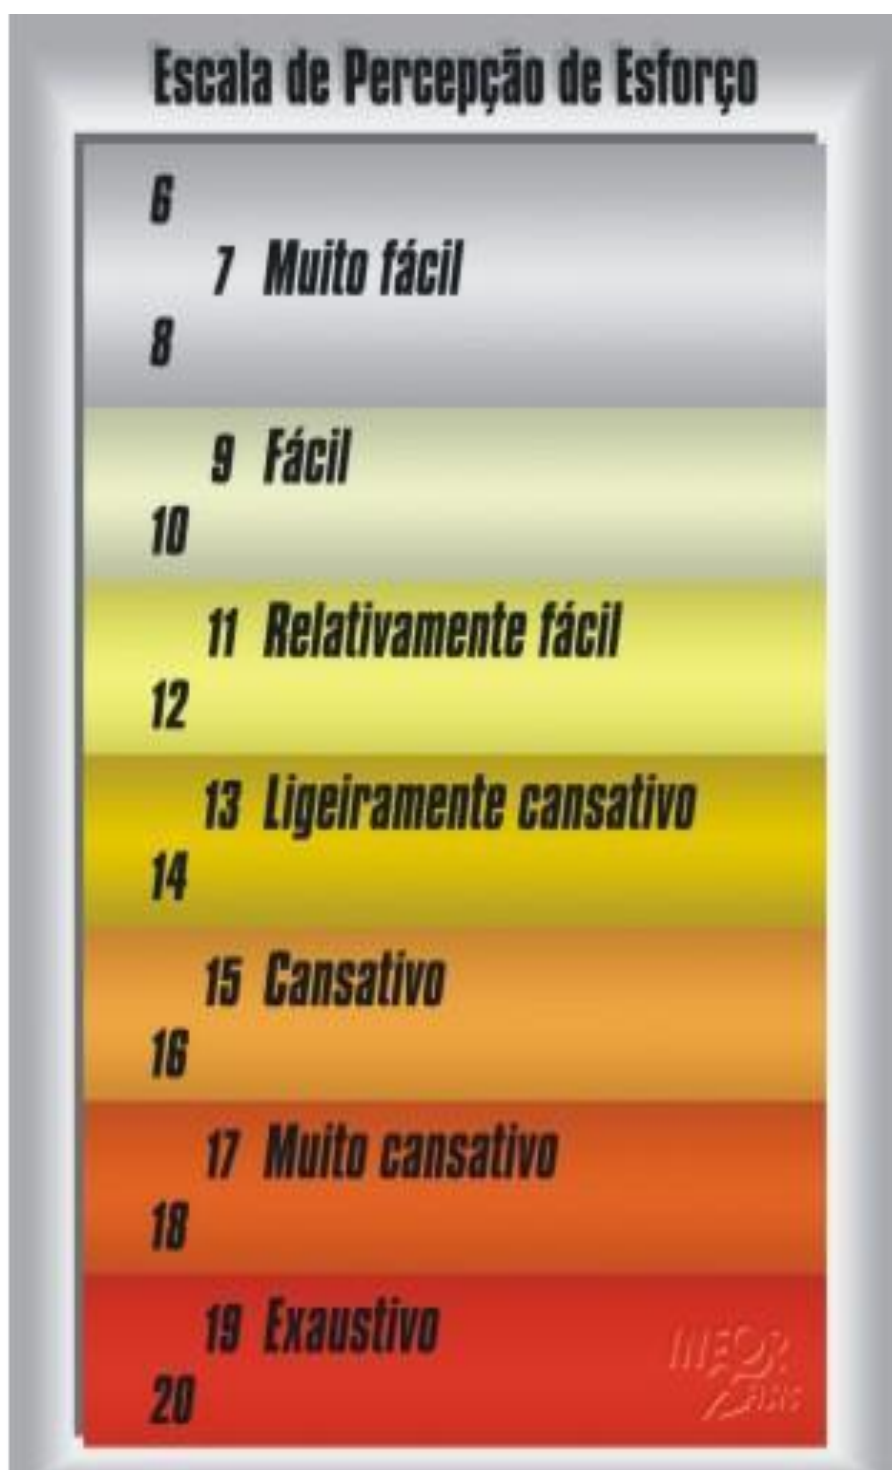 Escala de Percepção de Esforço
6
7 Muito fácil
8
9 Fácil
10
11 Relativamente fácil
12
13 Ligeiramente cansativo
14
15 Cansativo
16
17 Muito cansativo
18
19 Exaustivo
20